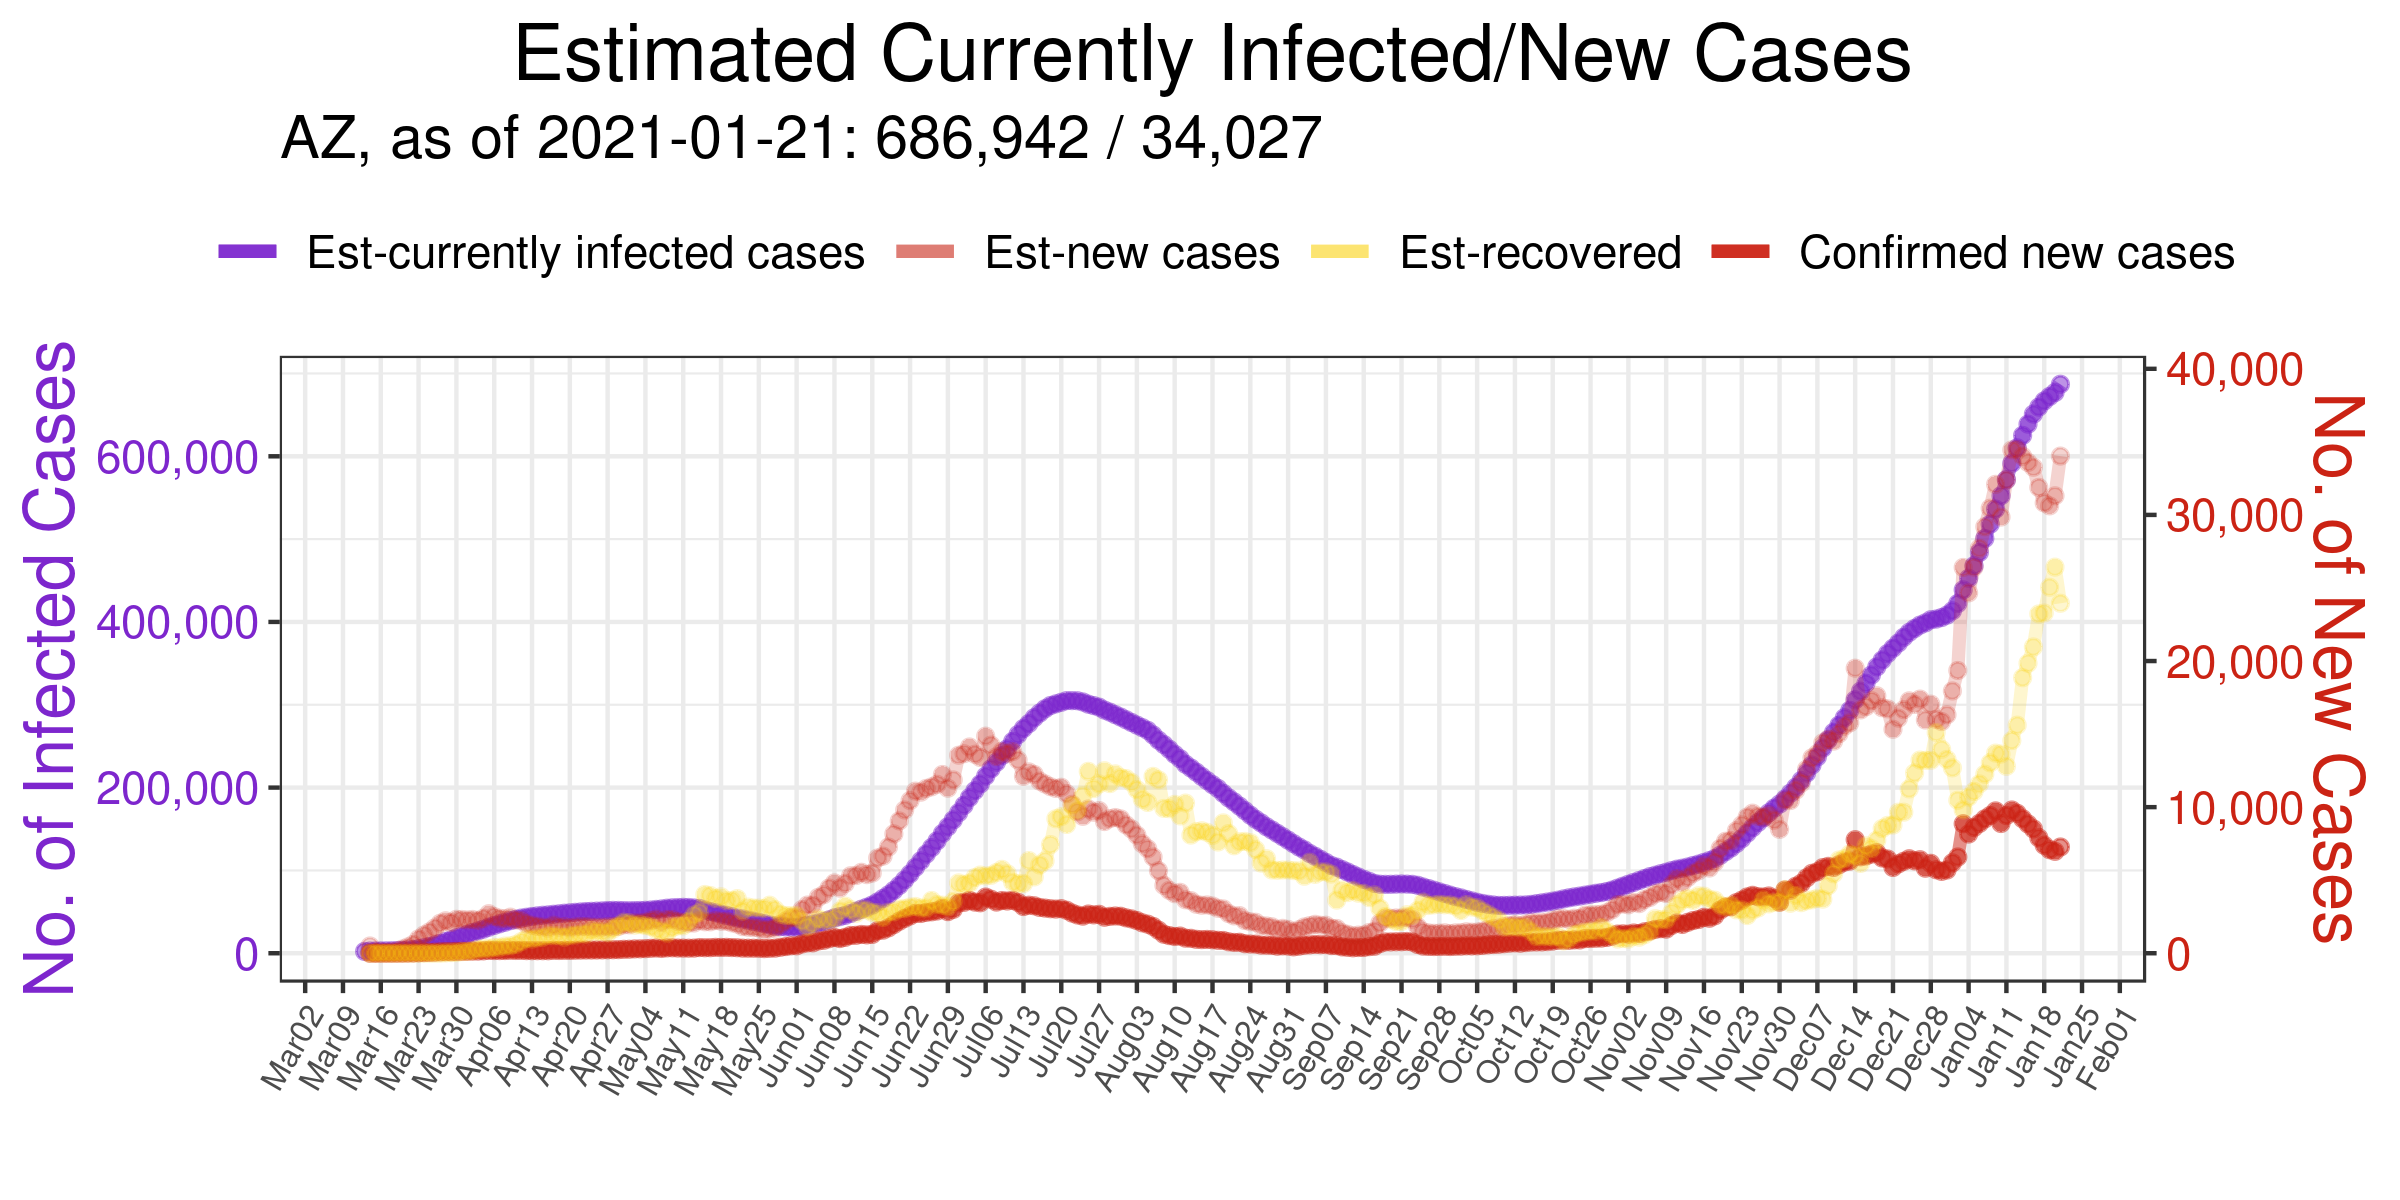 Estimated Currently Infected/New Cases
AZ, as of 2021-01-21: 686,942 / 34,027
Est-currently infected cases Est-new cases Est-recovered Confirmed new cases
No. of Infected Cases
600,000
400,000
200,000
0
40,000
30,000
20,000
10,000
0
No. of New Cases
Mar02 Mar09 Mar16 Mar23 Mar30 Apr06 Apr13 Apr20 Apr27 May04 May11 May18 May25 Jun01 Jun08 Jun15 Jun22 Jun29 Jul06 Jul13 Jul20 Jul27 Aug03 Aug10 Aug17 Aug24 Aug31 Sep07 Sep14 Sep21 Sep28 Oct05 Oct12 Oct19 Oct26 Nov02 Nov09 Nov16 Nov23 Nov30 Dec07 Dec14 Dec21 Dec28 Jan04 Jan11 Jan18 Jan25 Feb01